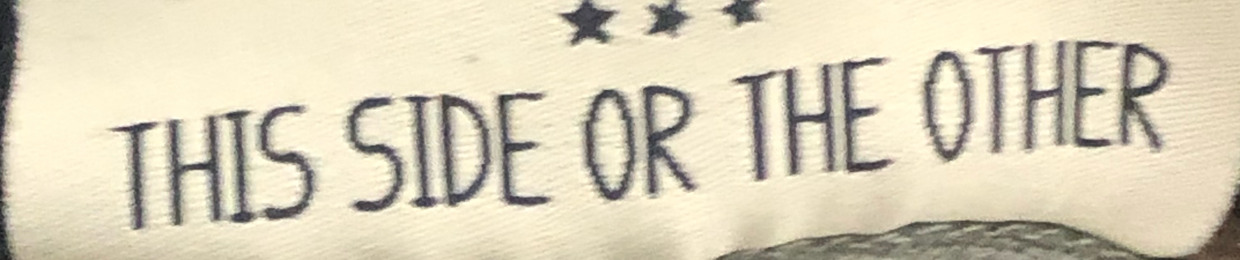 THIS SIDE OR THE OTHER